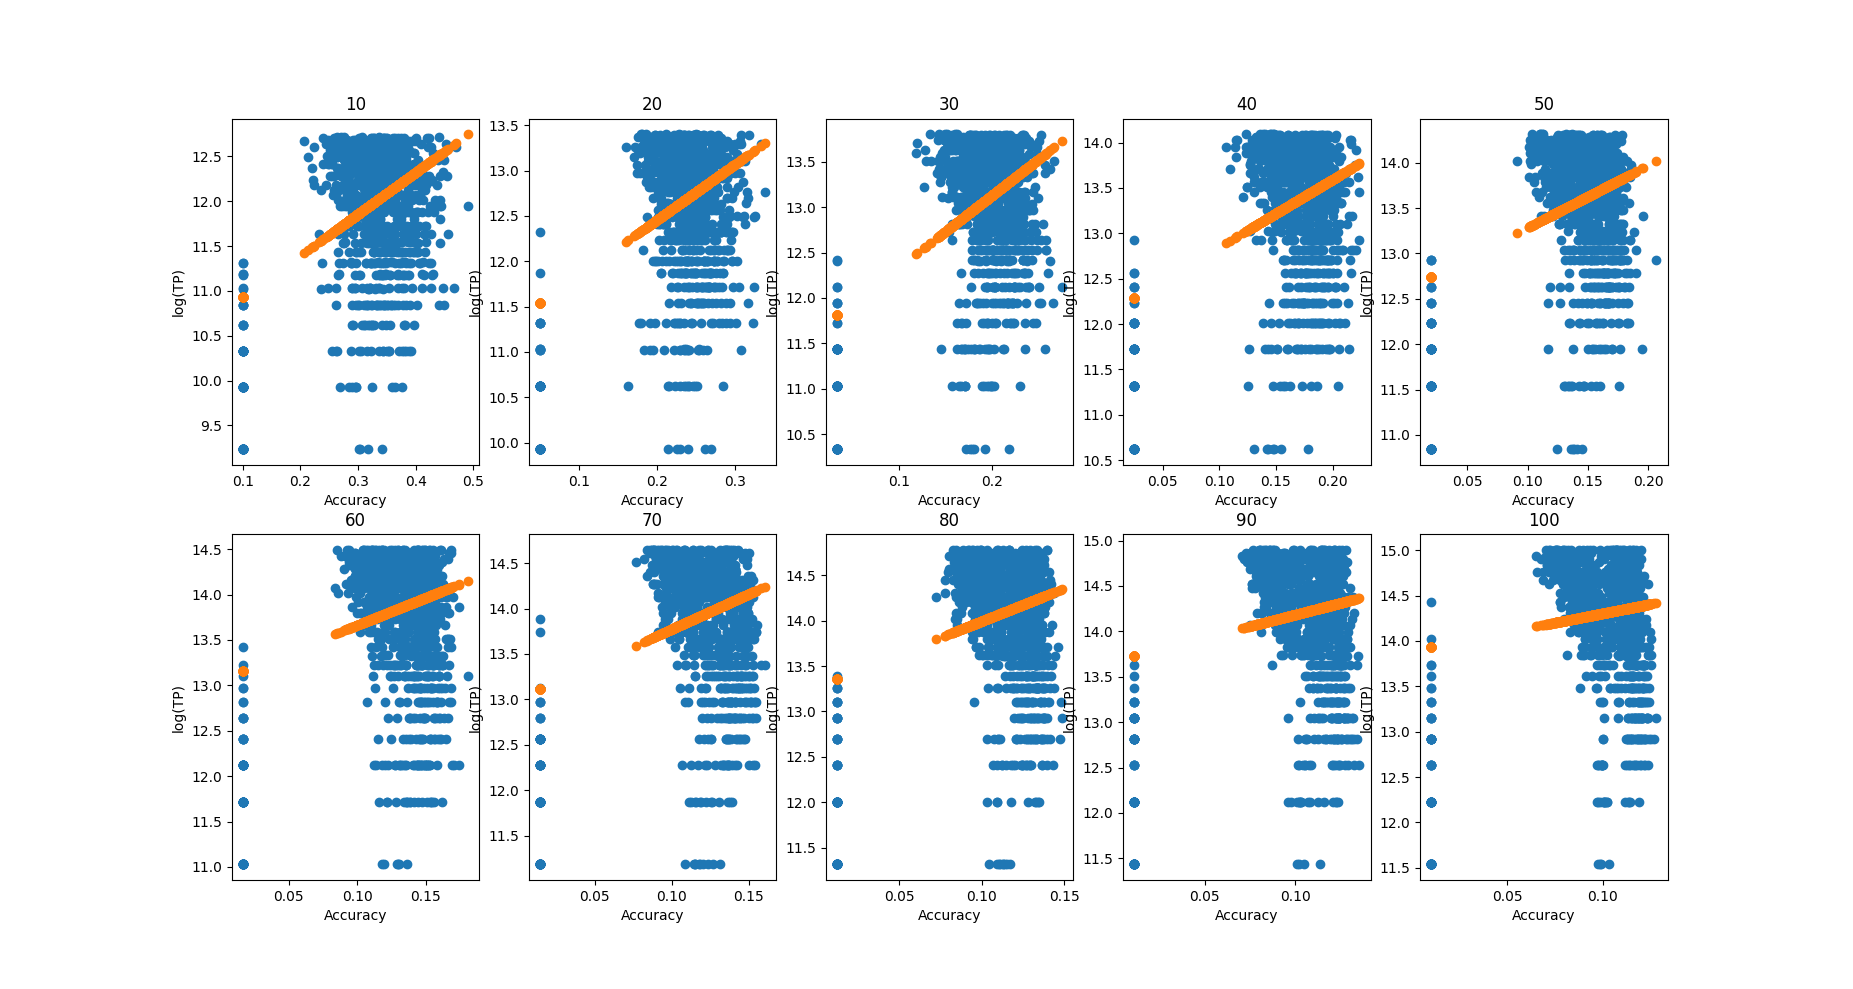 10 20 30 40 50
12.5 13.5 13.5 14.0 14.0
12.0 13.0 13.0 13.5 13.5
11.5 12.5 12.5 13.0 13.0
11.0 12.0 12.0 12.5 12.5
10.5 11.5 11.5 12.0 12.0
10.0 11.0 11.0 11.5 11.5
9.5 10.5 10.5 11.0 11.0
10.0 10.5
log(TP) log(TP) log(TP) log(TP) log(TP)
0.1 0.2 0.3 0.4 0.5 0.1 0.2 0.3 0.1 0.2 0.05 0.10 0.15 0.20 0.05 0.10 0.15 0.20
Accuracy Accuracy Accuracy Accuracy Accuracy
60 70 80 90 100
14.5 14.5 14.5 15.0 15.0
14.0 14.0 14.0 14.5 14.5
13.5 13.5 13.5 14.0 14.0
13.0 13.0 13.0 13.5 13.5
12.5 12.5 12.5 13.0 13.0
12.0 12.0 12.0 12.5 12.5
11.5 11.5 11.5 12.0 12.0
11.0 11.5 11.5
log(TP) log(TP) log(TP) log(TP) log(TP)
0.05 0.10 0.15 0.05 0.10 0.15 0.05 0.10 0.15 0.05 0.10 0.05 0.10
Accuracy Accuracy Accuracy Accuracy Accuracy